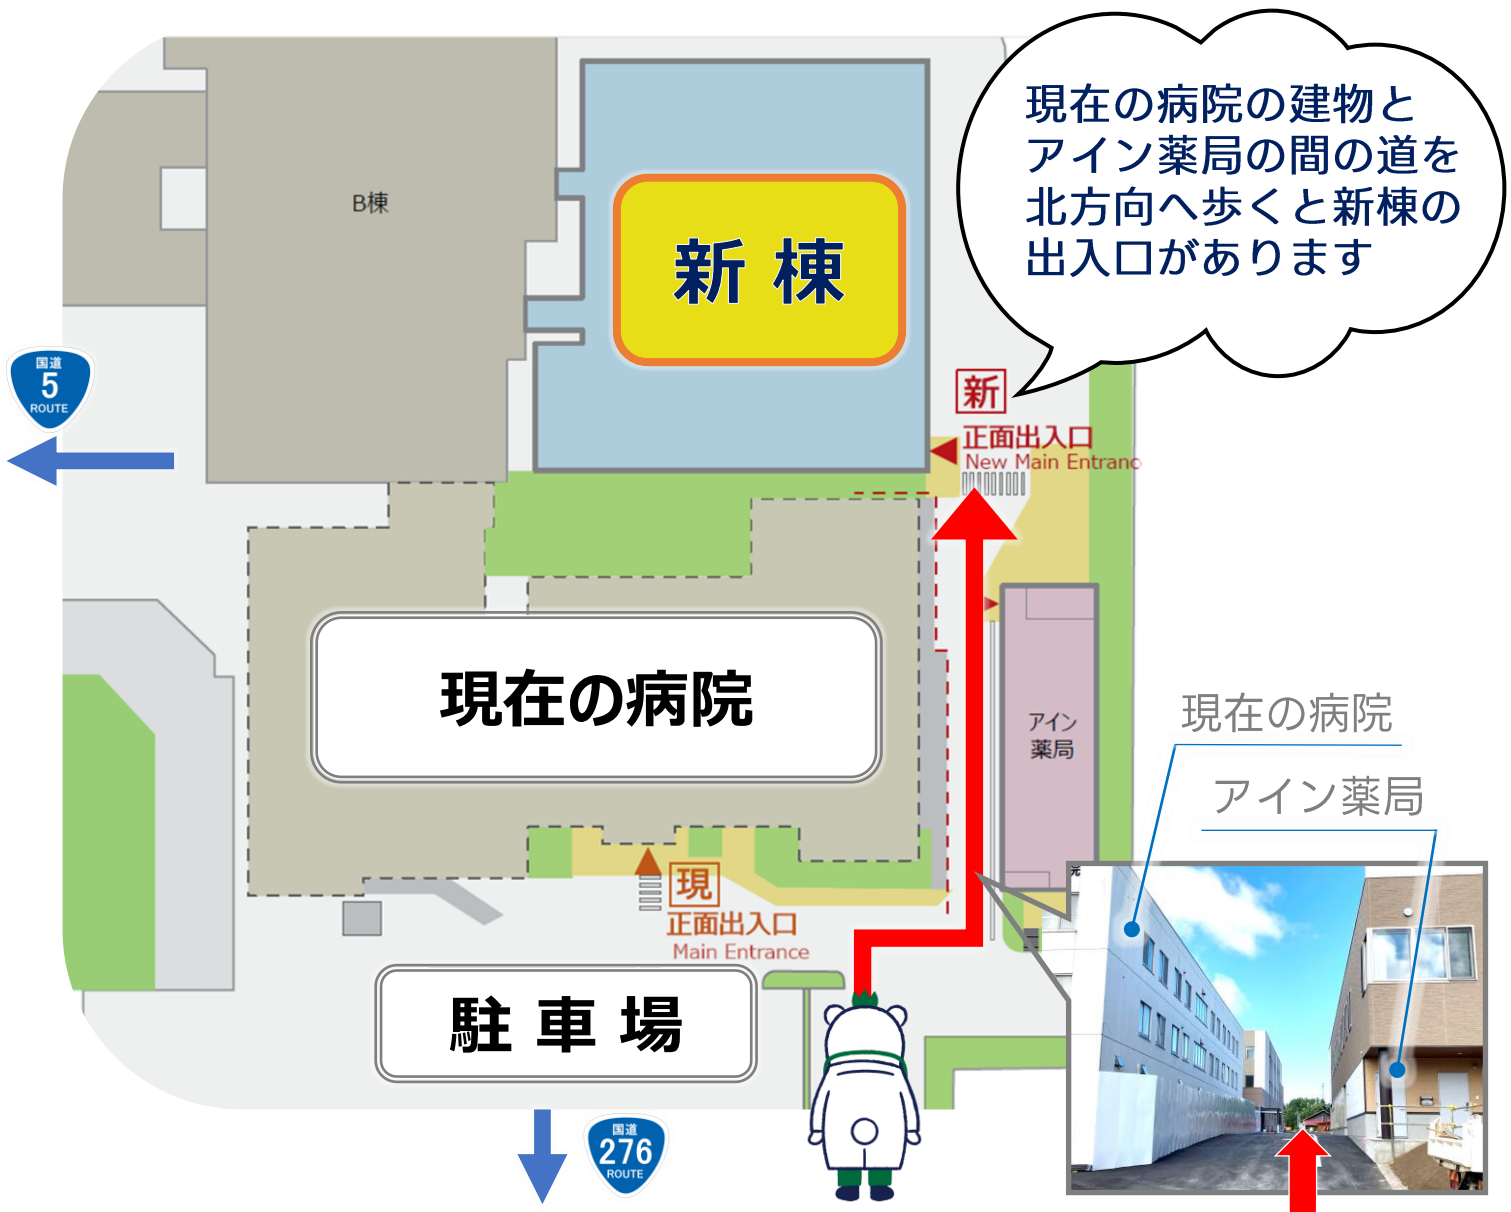 現在の病院の建物と
アイン薬局の間の道を
北方向へ歩くと新棟の
出入口があります
B棟
新棟
国道
5
ROUTE
新
正面出入口
New Main Entranc
現在の病院
アイン
薬局
現在の病院
アイン薬局
現
正面出入口
Main Entrance
駐車場
国道
276
ROUTE